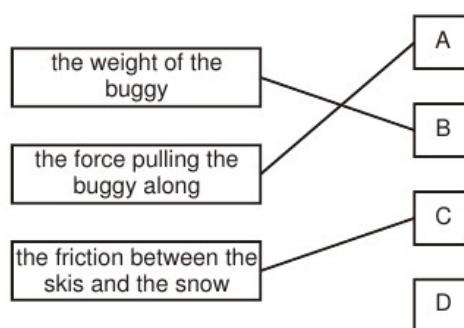 A
the weight of the
buggy
B
the force pulling the
buggy along
C
the friction between the
skis and the snow
D